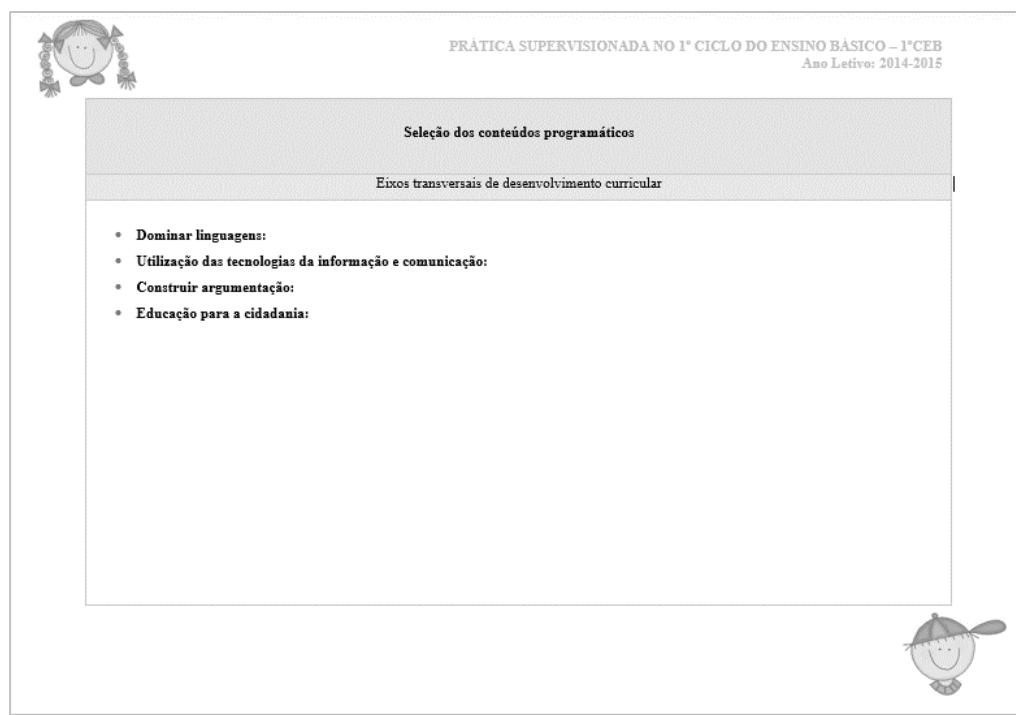 PRÁTICA SUPERVISIONADA NO 1º CICLO DO ENSINO BÁSICO – 1ºCEB
Ano Letivo: 2014-2015
Seleção dos conteúdos programáticos
Eixos transversais de desenvolvimento curricular
• Dominar linguagens:
• Utilização das tecnologias da informação e comunicação:
• Construir argumentação:
• Educação para a cidadania: